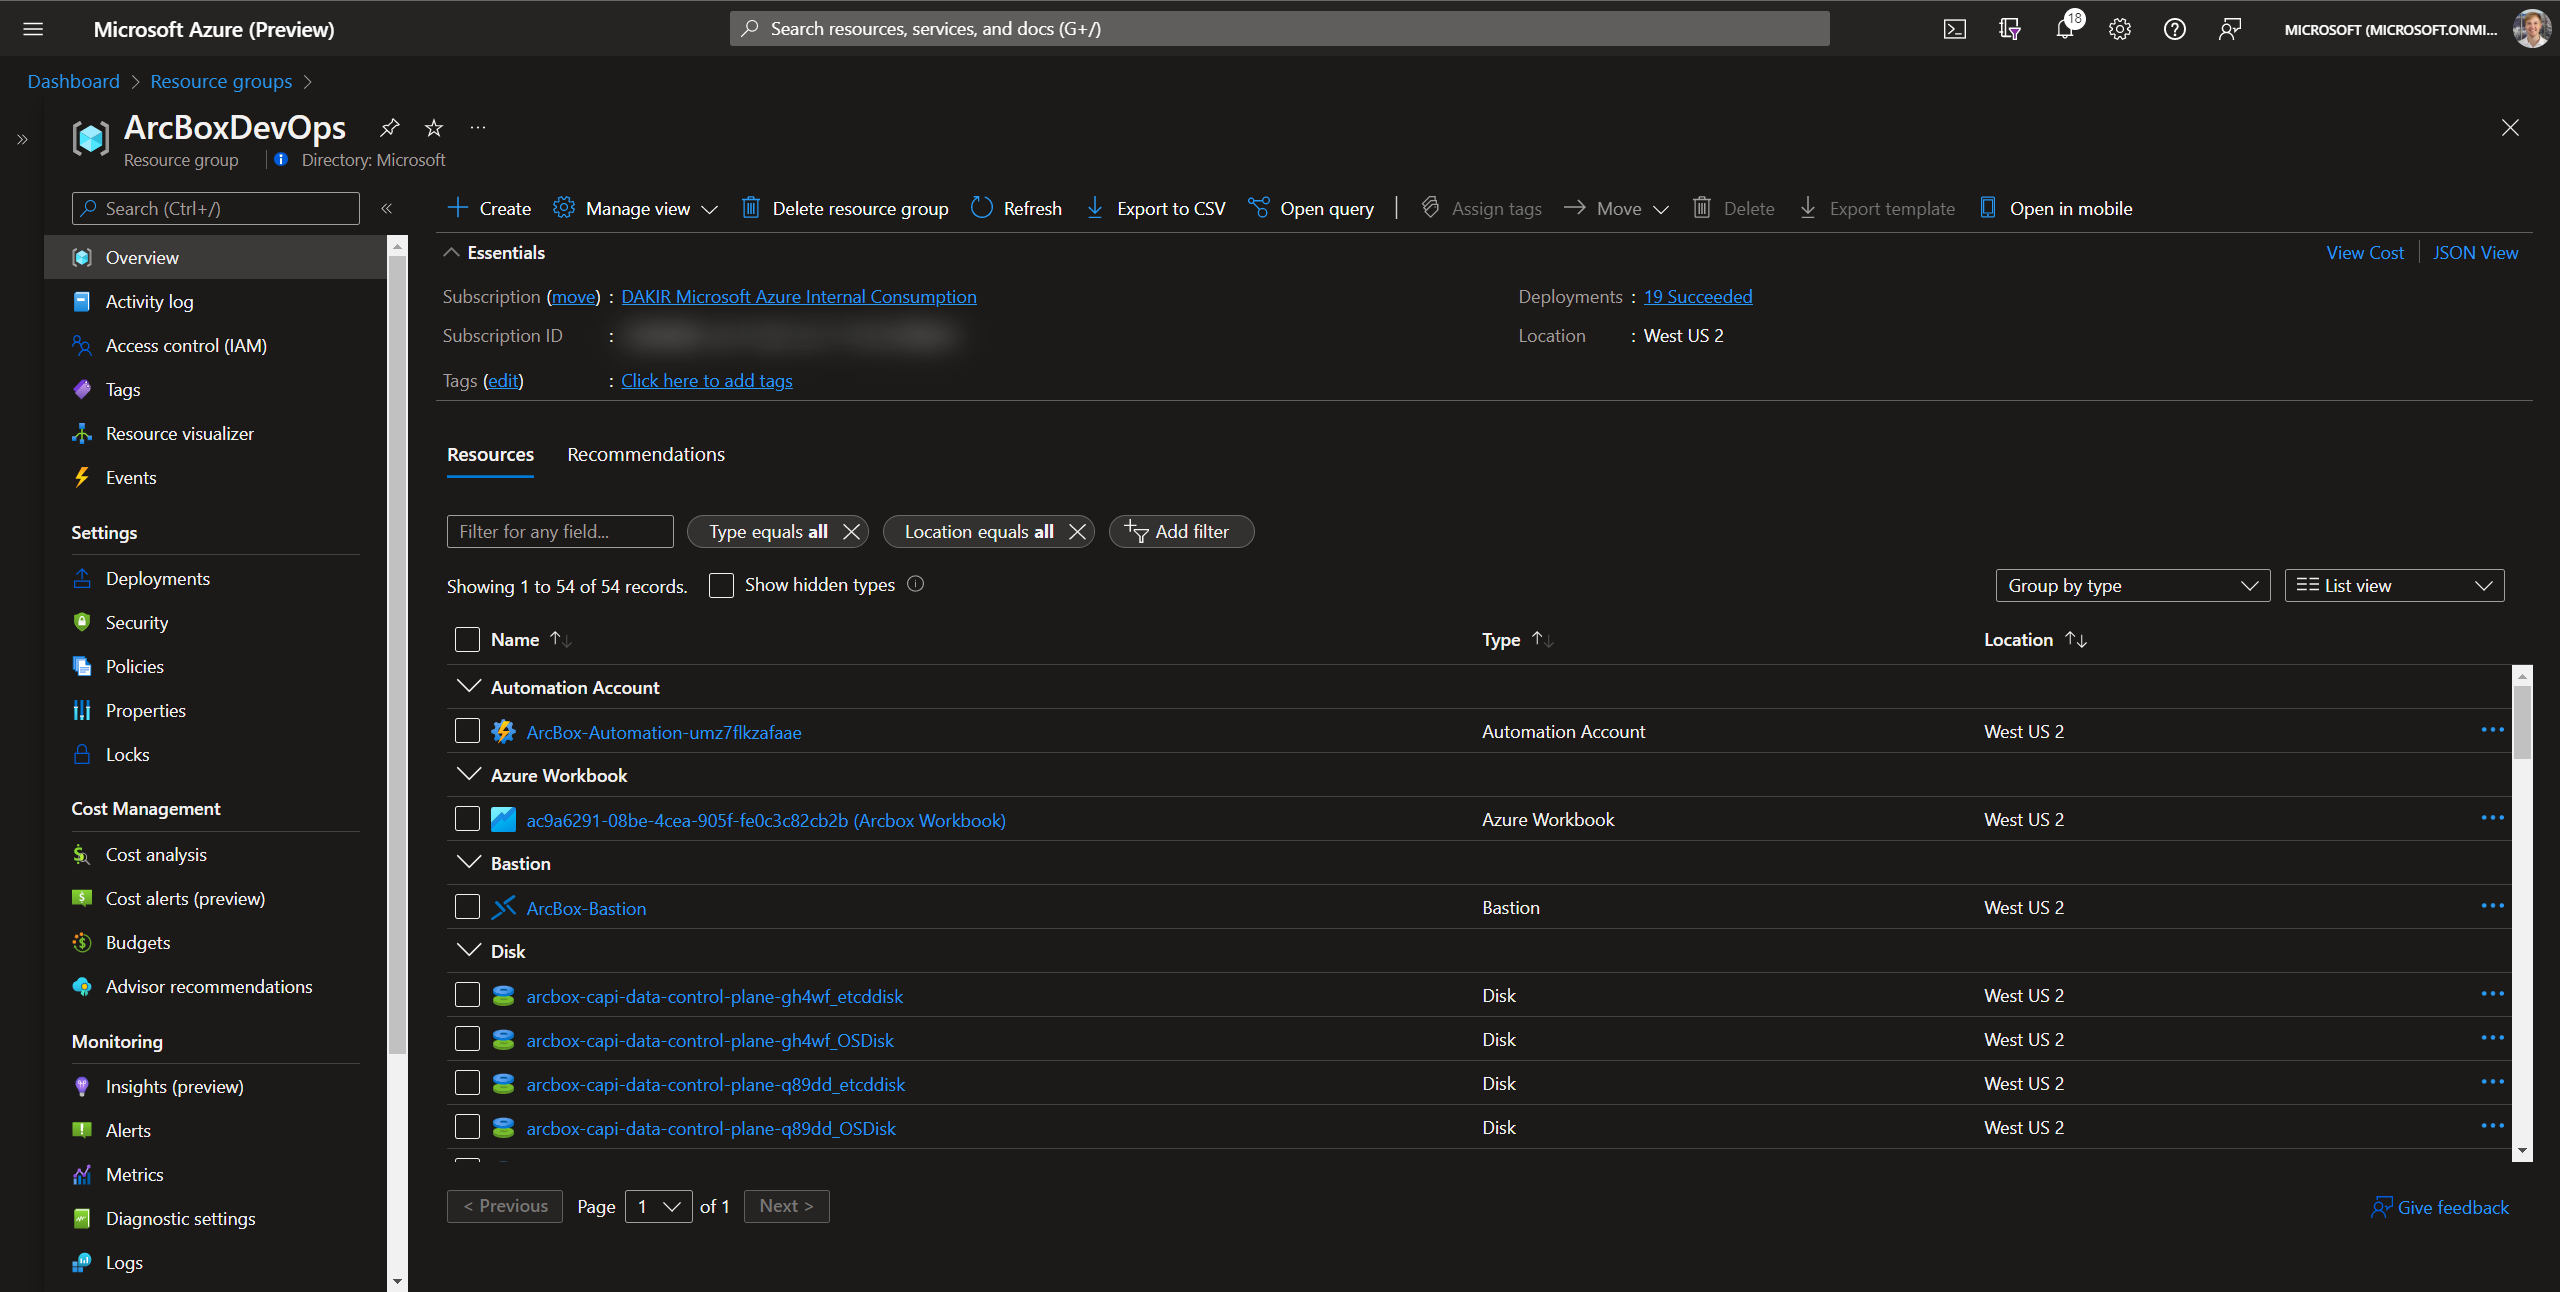 Microsoft Azure (Preview)
Search resources, services, and docs (G+/)
18
MICROSOFT (MICROSOFT.ONMI...
Dashboard > Resource groups >
ArcBoxDevOps
Resource group
Directory: Microsoft
Search (Ctrl+/)
Overview
Activity log
Access control (IAM)
Tags
Resource visualizer
Events
Settings
Deployments
Security
Policies
Properties
Locks
Cost Management
Cost analysis
Cost alerts (preview)
Budgets
Advisor recommendations
Monitoring
Insights (preview)
Alerts
Metrics
Diagnostic settings
Logs
Create Manage view Delete resource group Refresh Export to CSV Open query Assign tags Move Delete Export template Open in mobile
Essentials
View Cost JSON View
Subscription (move) : DAKIR Microsoft Azure Internal Consumption
Deployments : 19 Succeeded
Subscription ID :
Location : West US 2
Tags (edit) : Click here to add tags
Resources Recommendations
Filter for any field... Type equals all Location equals all Add filter
Showing 1 to 54 of 54 records. Show hidden types
Group by type List view
Name Type Location
Automation Account
ArcBox-Automation-umz7flkzafaae Automation Account West US 2
Azure Workbook
ac9a6291-08be-4cea-905f-fe0c3c82cb2b (Arcbox Workbook) Azure Workbook West US 2
Bastion
ArcBox-Bastion Bastion West US 2
Disk
arcbox-capi-data-control-plane-gh4wf_etcddisk Disk West US 2
arcbox-capi-data-control-plane-gh4wf_OSDisk Disk West US 2
arcbox-capi-data-control-plane-q89dd_etcddisk Disk West US 2
arcbox-capi-data-control-plane-q89dd_OSDisk Disk West US 2
< Previous Page 1 of 1 Next >
Give feedback